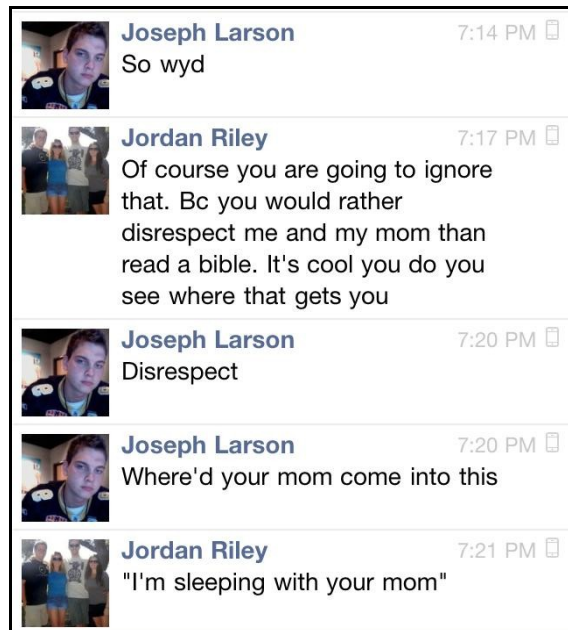 Joseph Larson 7:14 PM
So wyd
Jordan Riley 7:17 PM
Of course you are going to ignore
that. Bc you would rather
disrespect me and my mom than
read a bible. It's cool you do you
see where that gets you
Joseph Larson 7:20 PM
Disrespect
Joseph Larson 7:20 PM
Where'd your mom come into this
Jordan Riley 7:21 PM
"I'm sleeping with your mom"